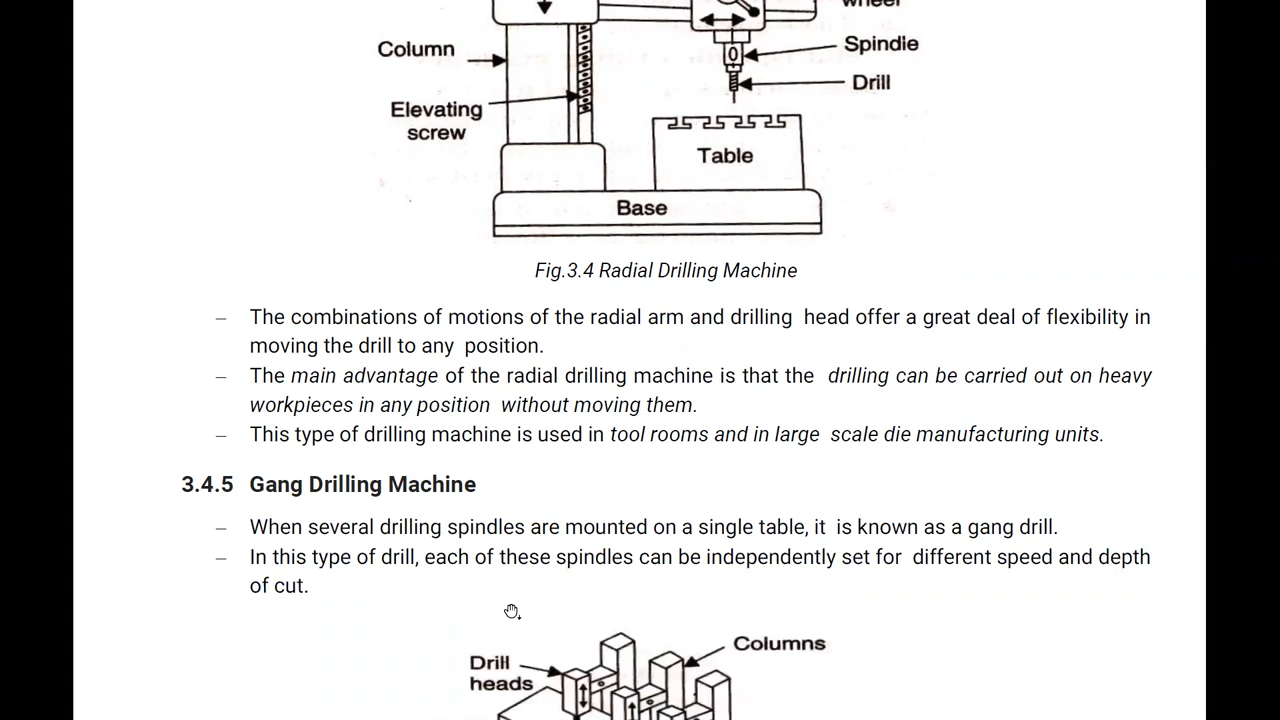 wheel
Column
Spindie
Drill
Elevating
screw
Table
Base
Fig.3.4 Radial Drilling Machine
– The combinations of motions of the radial arm and drilling head offer a great deal of flexibility in
moving the drill to any position.
– The main advantage of the radial drilling machine is that the drilling can be carried out on heavy
workpieces in any position without moving them.
– This type of drilling machine is used in tool rooms and in large scale die manufacturing units.
3.4.5 Gang Drilling Machine
– When several drilling spindles are mounted on a single table, it is known as a gang drill.
– In this type of drill, each of these spindles can be independently set for different speed and depth
of cut.
Columns
Drill
heads